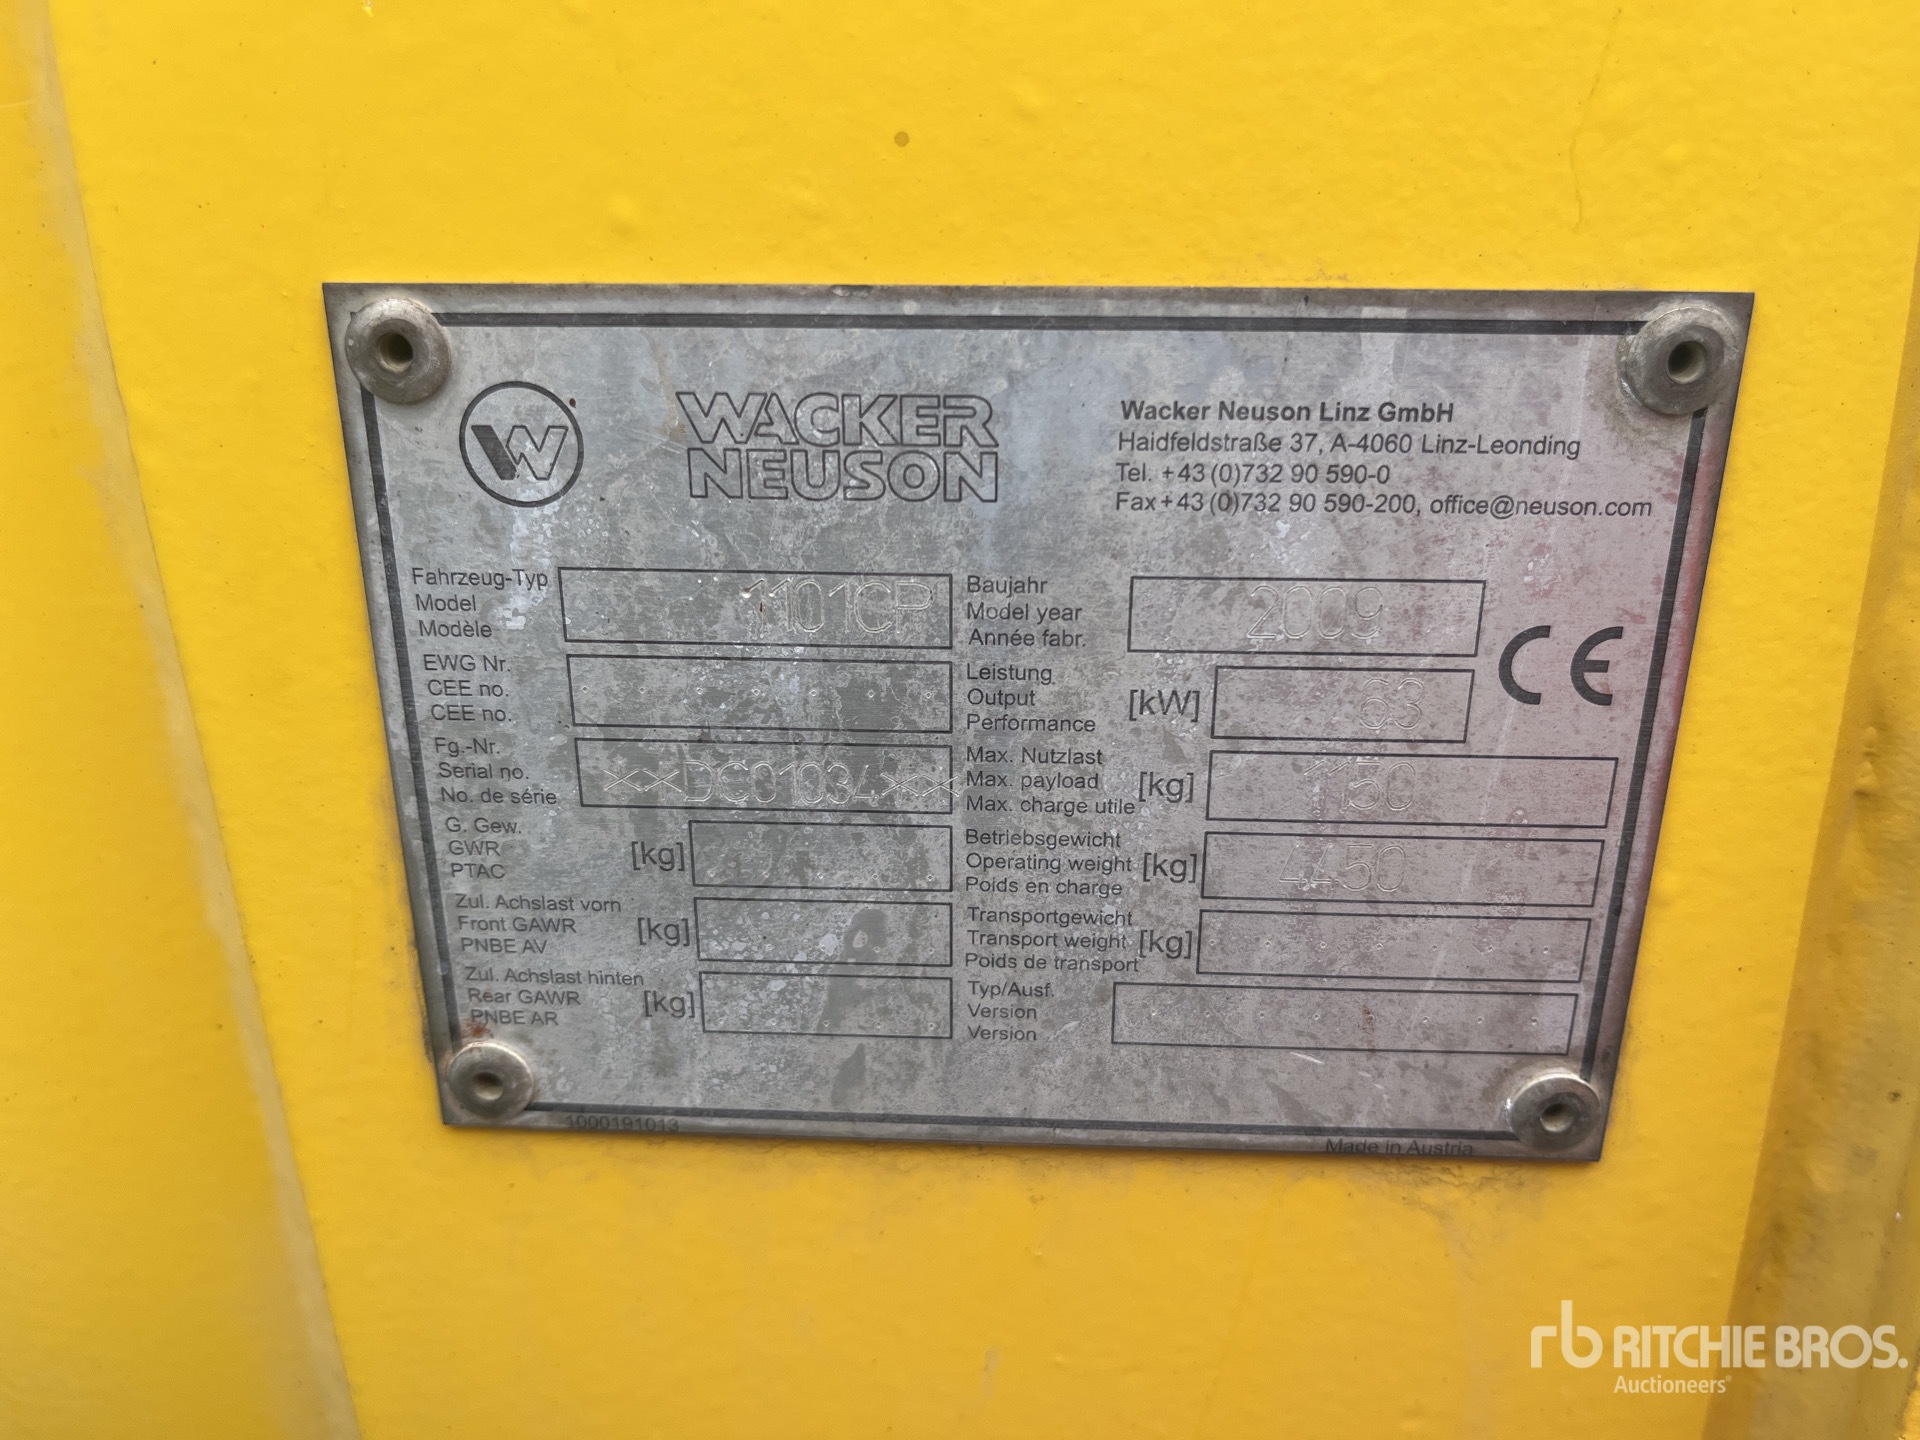 W
WACKER
NEUSON
Wacker Neuson Linz GmbH
Haidfeldstraße 37, A-4060 Linz-Leonding
Tel. +43 (0)732 90 590-0
Fax +43 (0)732 90 590-200, office@neuson.com
Fahrzeug-Typ
Model
Modèle
1101CP
EWG Nr.
CEE no.
CEE no.
Fg.-Nr.
Serial no.
No. de série
××DC01034××
G. Gew.
GWR
PTAC
[kg]
Zul. Achslast vorn
Front GAWR
PNBE AV
[kg]
Zul. Achslast hinten
Rear GAWR
PNBE AR
[kg]
Baujahr
Model year
Année fabr.
2009
CE
Leistung
Output
Performance
[kW]
63
Max. Nutzlast
Max. payload
Max. charge utile
[kg]
1150
Betriebsgewicht
Operating weight
Poids en charge
[kg]
4450
Transportgewicht
Transport weight
Poids de transport
[kg]
Typ/Ausf.
Version
Version
1000191013
Made in Austria
rb RITCHIE BROS.
Auctioneers